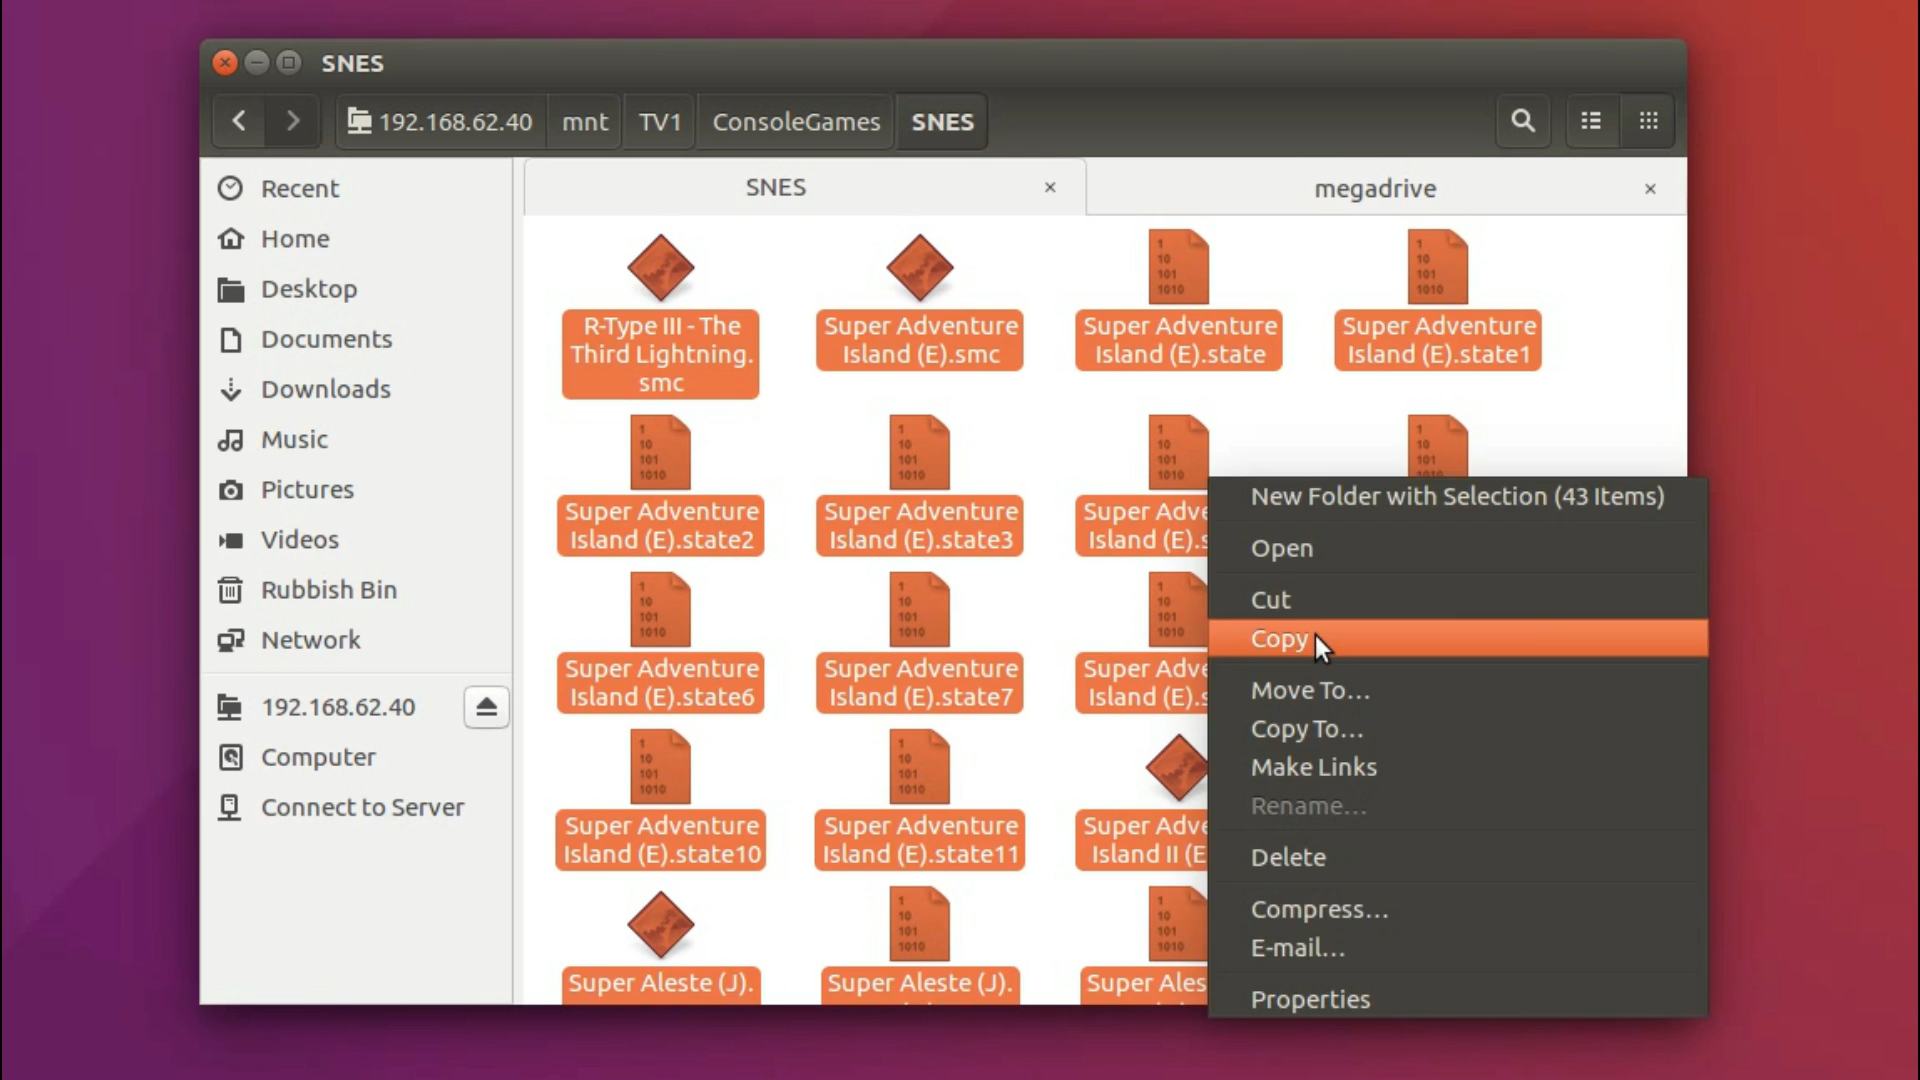 SNES
192.168.62.40 mnt TV1 ConsoleGames SNES
Recent
Home
Desktop
Documents
Downloads
Music
Pictures
Videos
Rubbish Bin
Network
192.168.62.40
Computer
Connect to Server
SNES × megadrive ×
R-Type III - The
Third Lightning.
smc
Super Adventure
Island (E).smc
Super Adventure
Island (E).state
Super Adventure
Island (E).state1
Super Adventure
Island (E).state2
Super Adventure
Island (E).state3
Super Adve
Island (E).s
Super Adventure
Island (E).state6
Super Adventure
Island (E).state7
Super Adve
Island (E).s
Super Adventure
Island (E).state10
Super Adventure
Island (E).state11
Super Adve
Island II (E
Super Aleste (J).
Super Aleste (J).
Super Ales
New Folder with Selection (43 Items)
Open
Cut
Copy
Move To...
Copy To...
Make Links
Rename...
Delete
Compress...
E-mail...
Properties